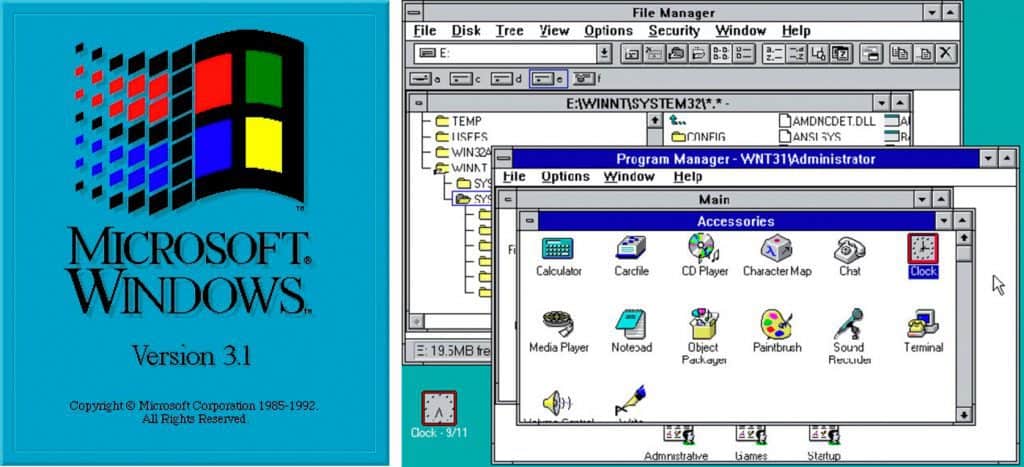 MICROSOFT®
WINDOWS™
Version 3.1
Copyright © Microsoft Corporation 1985-1992.
All Rights Reserved.
File Manager
File Disk Tree View Options Security Window Help
E:
a c d e f
E:\WINNT\SYSTEM32\*.* -
TEMP
USERS
WIN32A
WINNT
SYS
SYS
CONFIG
AMDNCDET.DLL
ANSI.SYS
E: 19.5MB fre
Program Manager - WNT31\Administrator
File Options Window Help
Main
Accessories
Calculator Cardfile CD Player Character Map Chat Clock
Media Player Notepad Object Packager Paintbrush Sound Recorder Terminal
Volume Control Write
Clock - 9/11
Administrative Games Startup